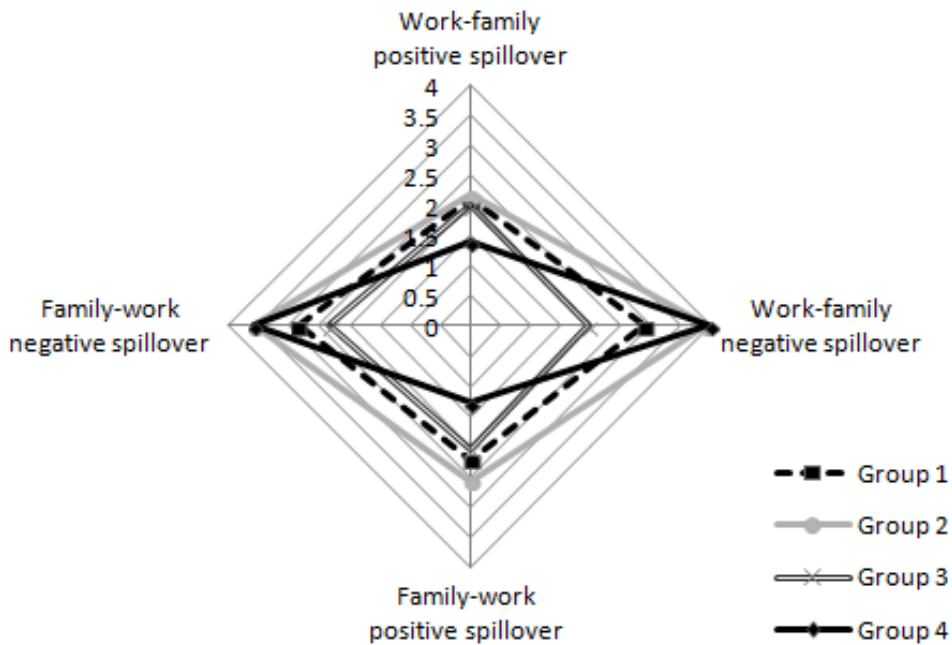 Work-family
positive spillover
4
3.5
3
2.5
2
1.5
1
0.5
0
Family-work
negative spillover
Work-family
negative spillover
Family-work
positive spillover
Group 1
Group 2
Group 3
Group 4